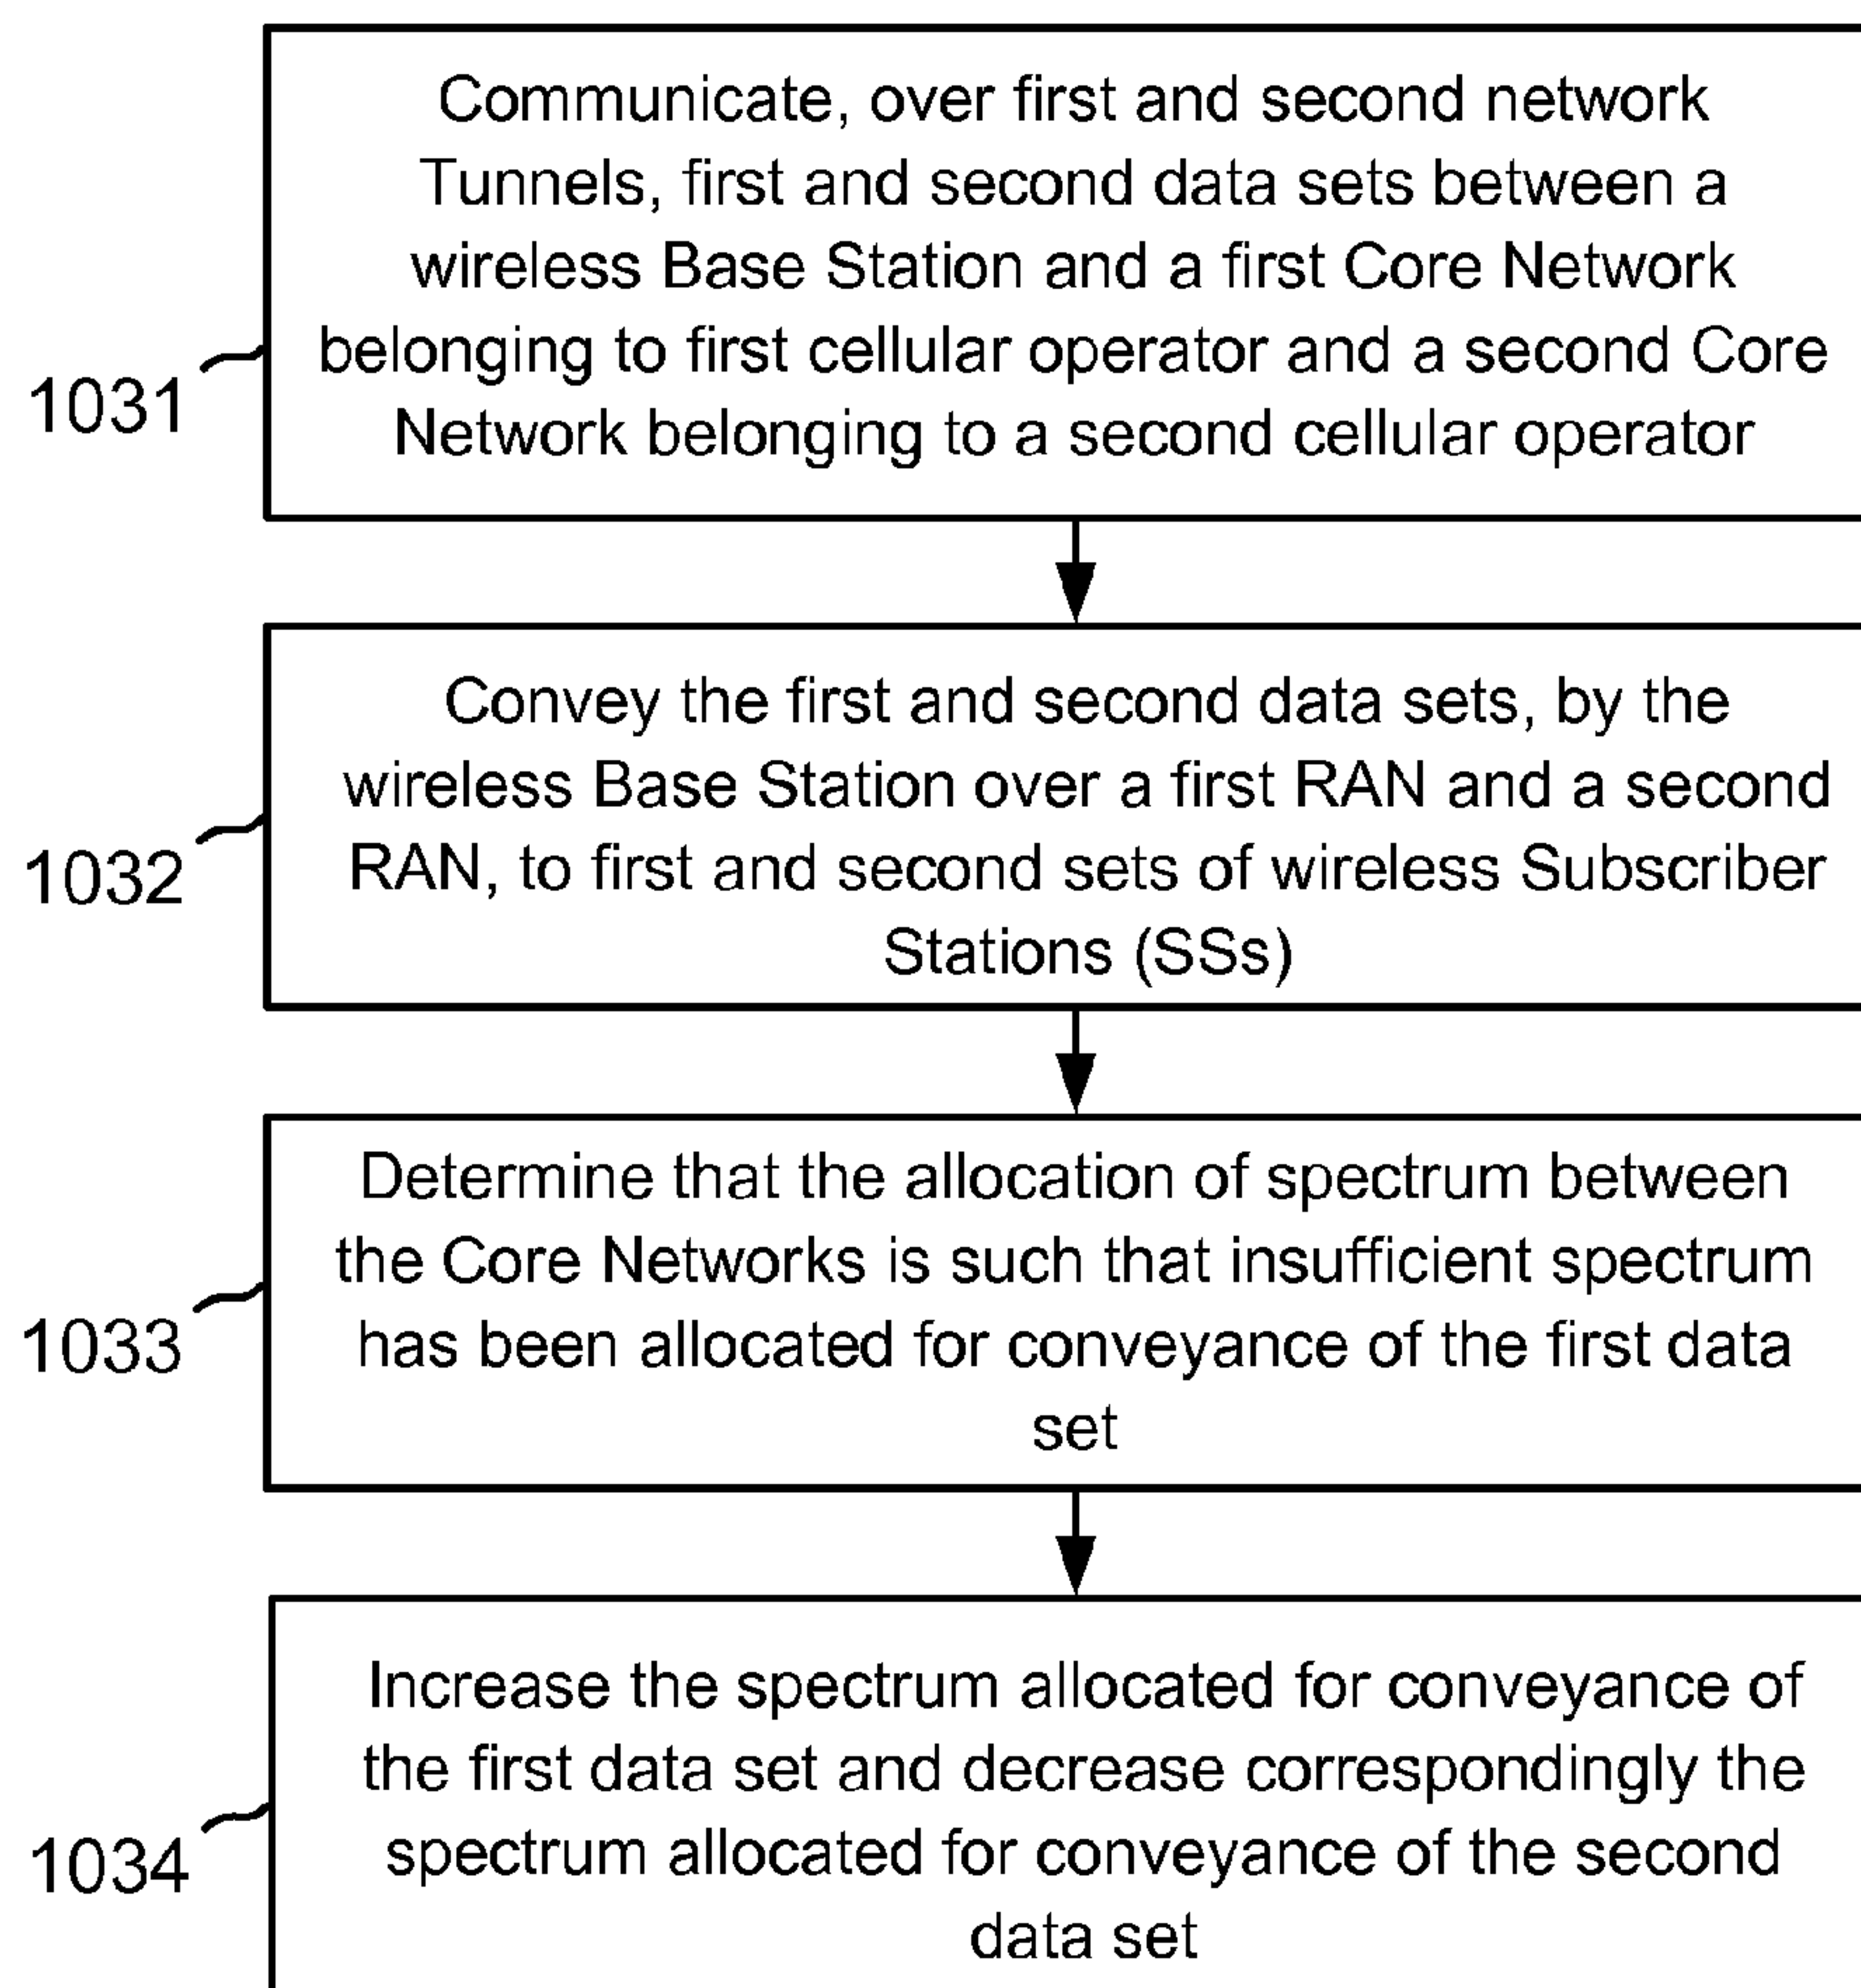 Communicate, over first and second network
Tunnels, first and second data sets between a
wireless Base Station and a first Core Network
belonging to first cellular operator and a second Core
Network belonging to a second cellular operator
1031
Convey the first and second data sets, by the
wireless Base Station over a first RAN and a second
RAN, to first and second sets of wireless Subscriber
Stations (SSs)
1032
Determine that the allocation of spectrum between
the Core Networks is such that insufficient spectrum
has been allocated for conveyance of the first data
set
1033
Increase the spectrum allocated for conveyance of
the first data set and decrease correspondingly the
spectrum allocated for conveyance of the second
data set
1034